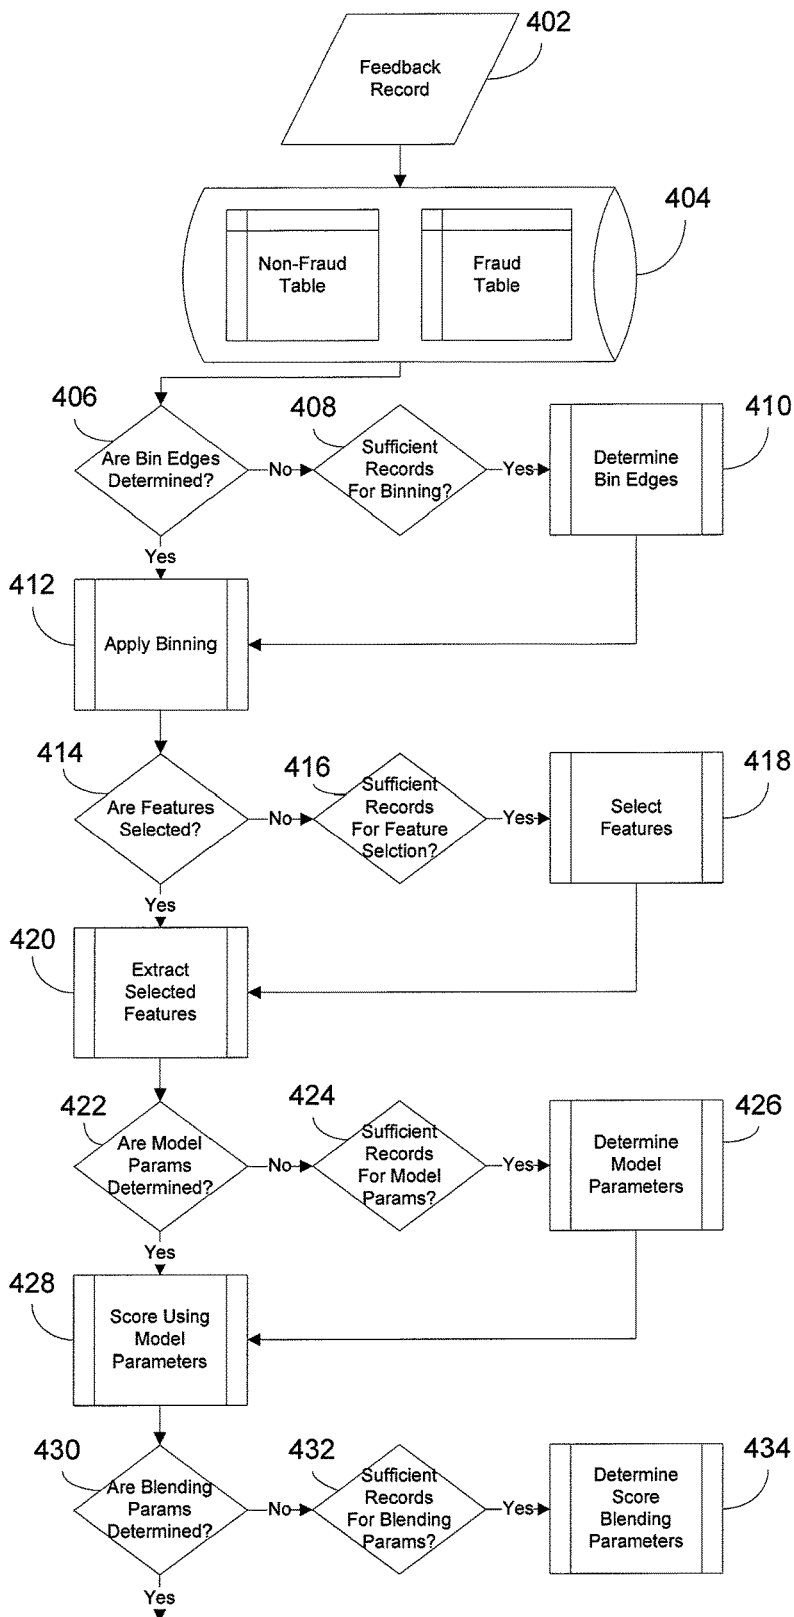 402
Feedback
Record
404
Non-Fraud
Table
Fraud
Table
406
Are Bin Edges
Determined?
No
408
Sufficient
Records
For Binning?
Yes
410
Determine
Bin Edges
Yes
412
Apply Binning
414
Are Features
Selected?
No
416
Sufficient
Records
For Feature
Selction?
Yes
418
Select
Features
Yes
420
Extract
Selected
Features
422
Are Model
Params
Determined?
No
424
Sufficient
Records
For Model
Params?
Yes
426
Determine
Model
Parameters
Yes
428
Score Using
Model
Parameters
430
Are Blending
Params
Determined?
No
432
Sufficient
Records
For Blending
Params?
Yes
434
Determine
Score
Blending
Parameters
Yes